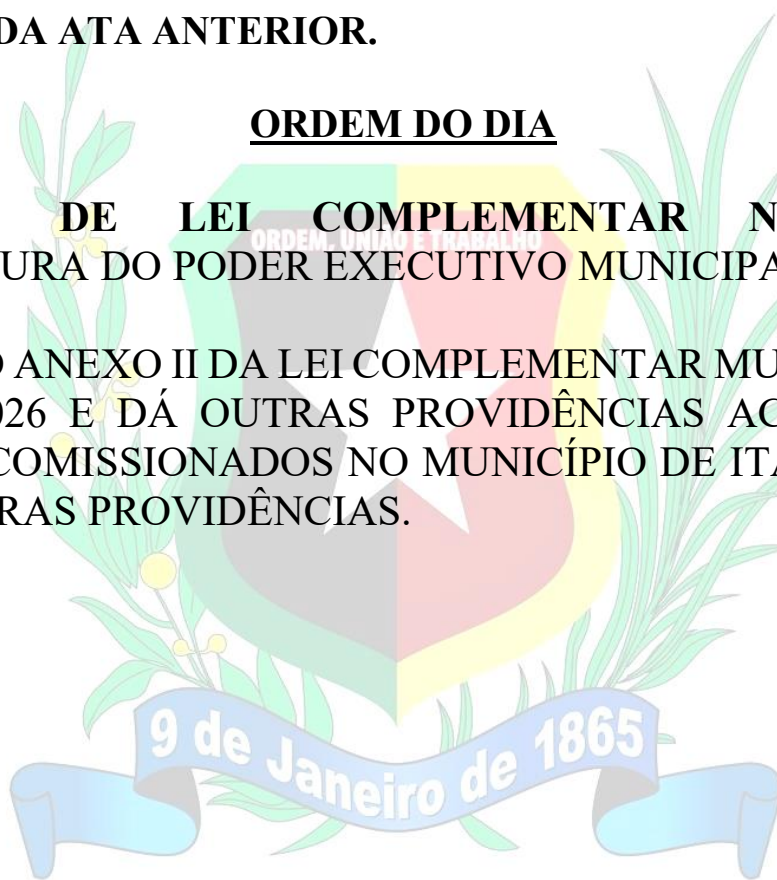 DA ATA ANTERIOR.
ORDEM DO DIA
DE LEI COMPLEMENTAR N
ORDEM, UNIÃO E TRABALHO
URA DO PODER EXECUTIVO MUNICIPA
O ANEXO II DA LEI COMPLEMENTAR MU
026 E DÁ OUTRAS PROVIDÊNCIAS AC
COMISSIONADOS NO MUNICÍPIO DE ITA
RAS PROVIDÊNCIAS.
9 de Janeiro de 1865